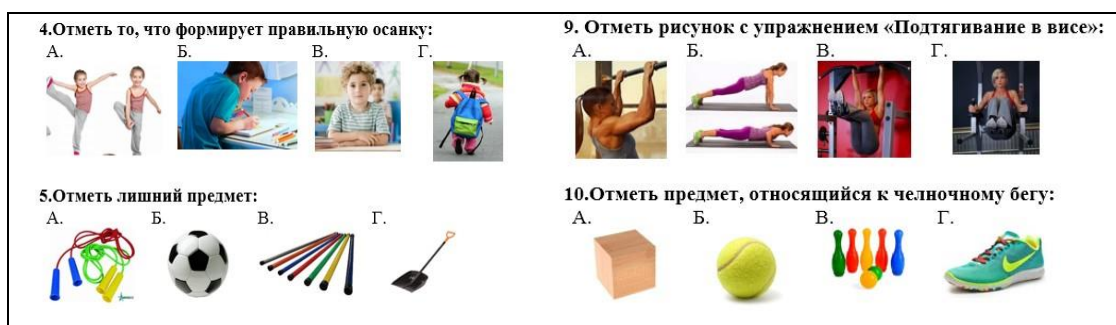 4.Отметь то, что формирует правильную осанку:
А. Б. В. Г.
5.Отметь лишний предмет:
А. Б. В. Г.
9. Отметь рисунок с упражнением «Подтягивание в висе»:
А. Б. В. Г.
10.Отметь предмет, относящийся к челночному бегу:
А. Б. В. Г.